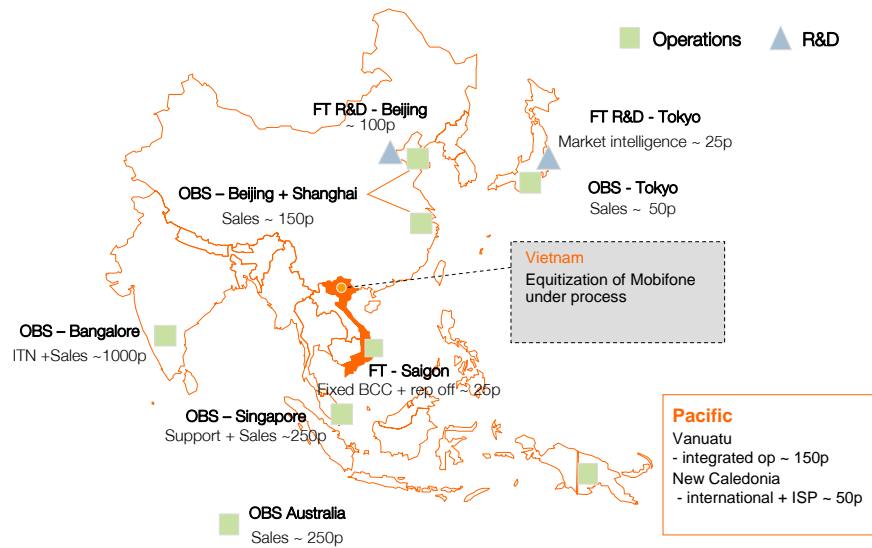 Operations
R&D
FT R&D - Beijing
~ 100p
FT R&D - Tokyo
Market intelligence ~ 25p
OBS – Beijing + Shanghai
Sales ~ 150p
OBS - Tokyo
Sales ~ 50p
Vietnam
Equitization of Mobifone
under process
OBS – Bangalore
ITN +Sales ~1000p
FT - Saigon
Fixed BCC + rep off ~ 25p
OBS – Singapore
Support + Sales ~250p
Pacific
Vanuatu
- integrated op ~ 150p
New Caledonia
- international + ISP ~ 50p
OBS Australia
Sales ~ 250p